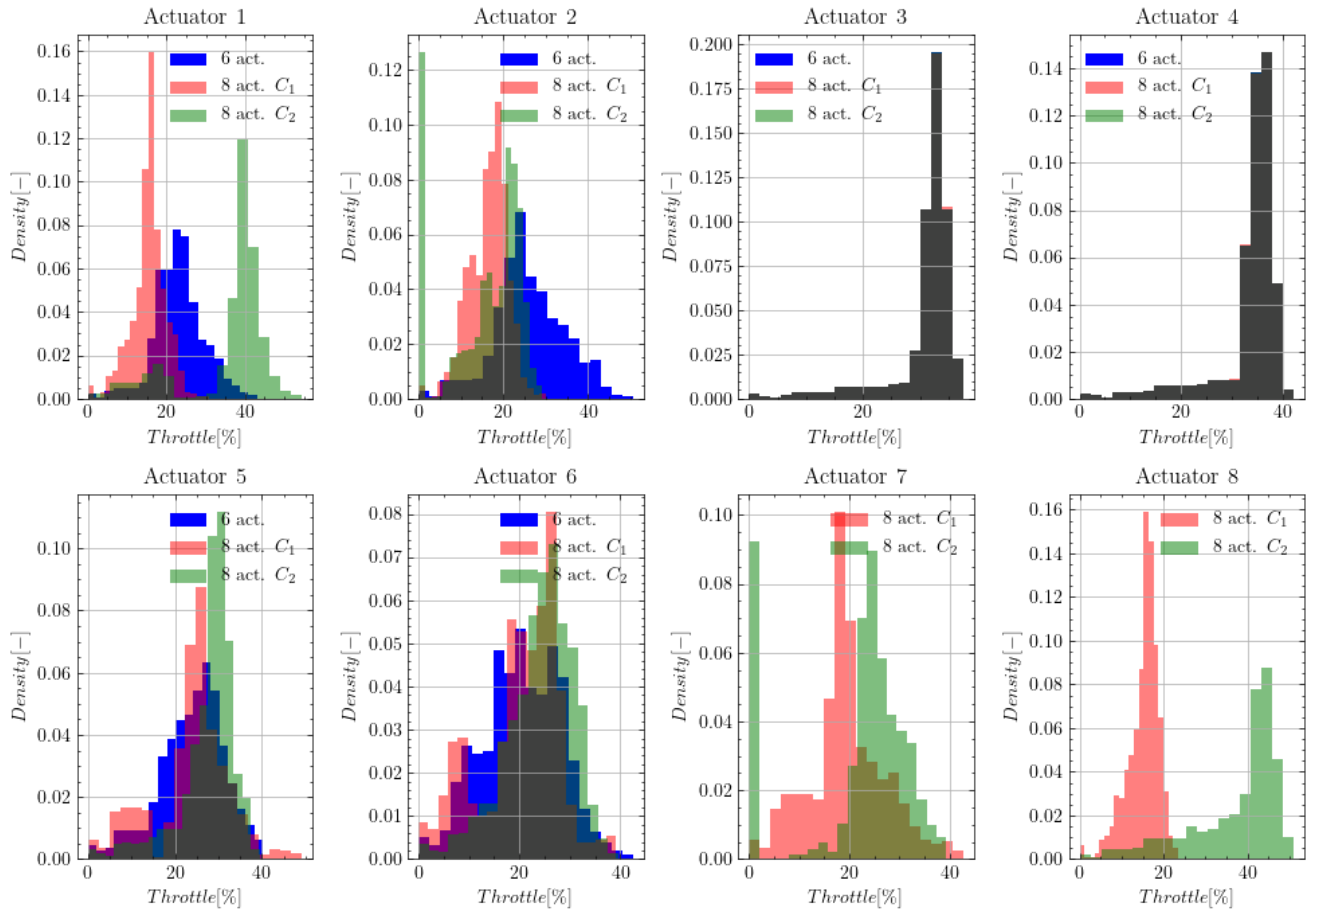 Actuator 1
Density[−]
0.16
0.14
0.12
0.10
0.08
0.06
0.04
0.02
0.00
6 act.
8 act. C₁
8 act. C₂
0 20 40
Throttle[%]
Actuator 2
Density[−]
0.12
0.10
0.08
0.06
0.04
0.02
0.00
6 act.
8 act. C₁
8 act. C₂
0 20 40
Throttle[%]
Actuator 3
Density[−]
0.200
0.175
0.150
0.125
0.100
0.075
0.050
0.025
0.000
6 act.
8 act. C₁
8 act. C₂
0 20
Throttle[%]
Actuator 4
Density[−]
0.14
0.12
0.10
0.08
0.06
0.04
0.02
0.00
6 act.
8 act. C₁
8 act. C₂
0 20 40
Throttle[%]
Actuator 5
Density[−]
0.10
0.08
0.06
0.04
0.02
0.00
6 act.
8 act. C₁
8 act. C₂
0 20 40
Throttle[%]
Actuator 6
Density[−]
0.08
0.07
0.06
0.05
0.04
0.03
0.02
0.01
0.00
6 act.
8 act. C₁
8 act. C₂
0 20 40
Throttle[%]
Actuator 7
Density[−]
0.10
0.08
0.06
0.04
0.02
0.00
8 act. C₁
8 act. C₂
0 20 40
Throttle[%]
Actuator 8
Density[−]
0.16
0.14
0.12
0.10
0.08
0.06
0.04
0.02
0.00
8 act. C₁
8 act. C₂
0 20 40
Throttle[%]